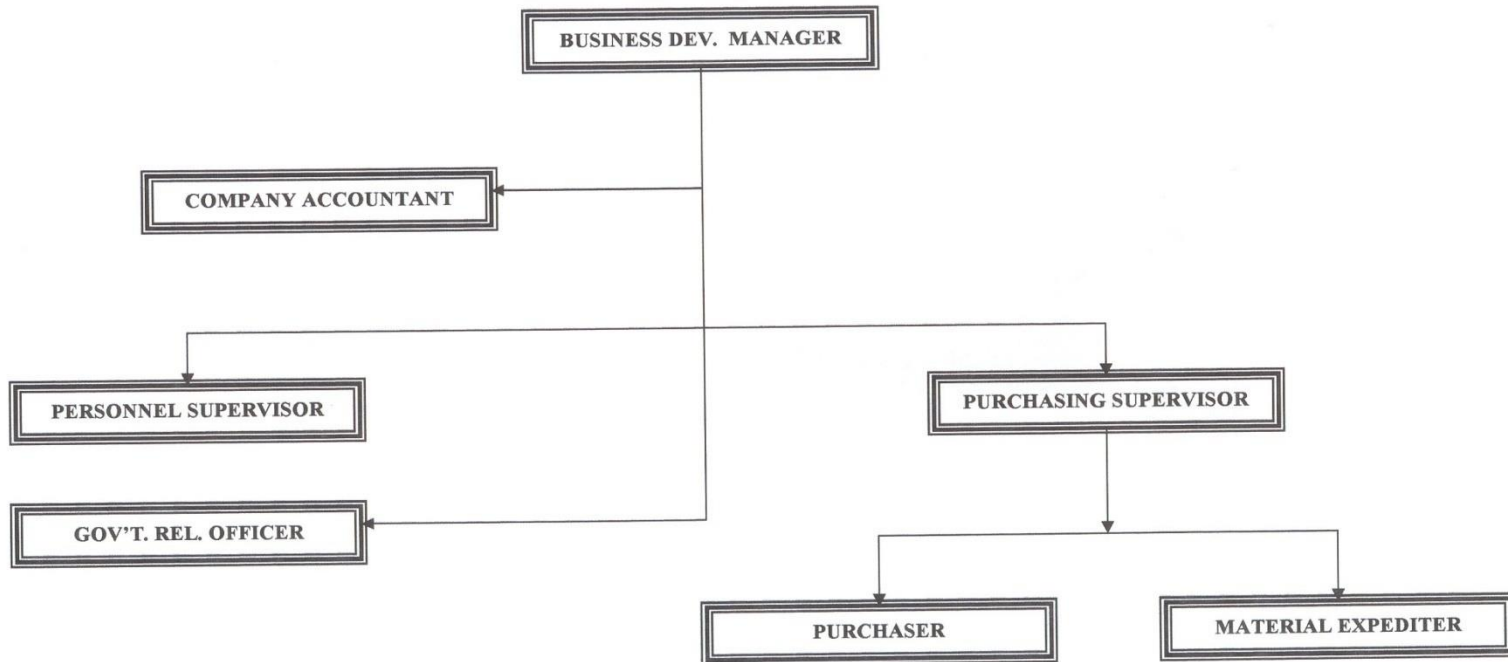 BUSINESS DEV. MANAGER
COMPANY ACCOUNTANT
PERSONNEL SUPERVISOR
PURCHASING SUPERVISOR
GOV'T. REL. OFFICER
PURCHASER
MATERIAL EXPEDITER